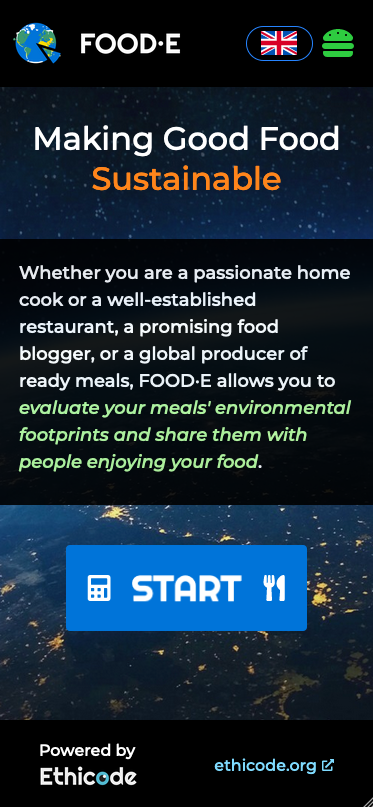 FOOD·E
Making Good Food
Sustainable
Whether you are a passionate home
cook or a well-established
restaurant, a promising food
blogger, or a global producer of
ready meals, FOOD·E allows you to
evaluate your meals' environmental
footprints and share them with
people enjoying your food.
START
Powered by
Ethicode
ethicode.org